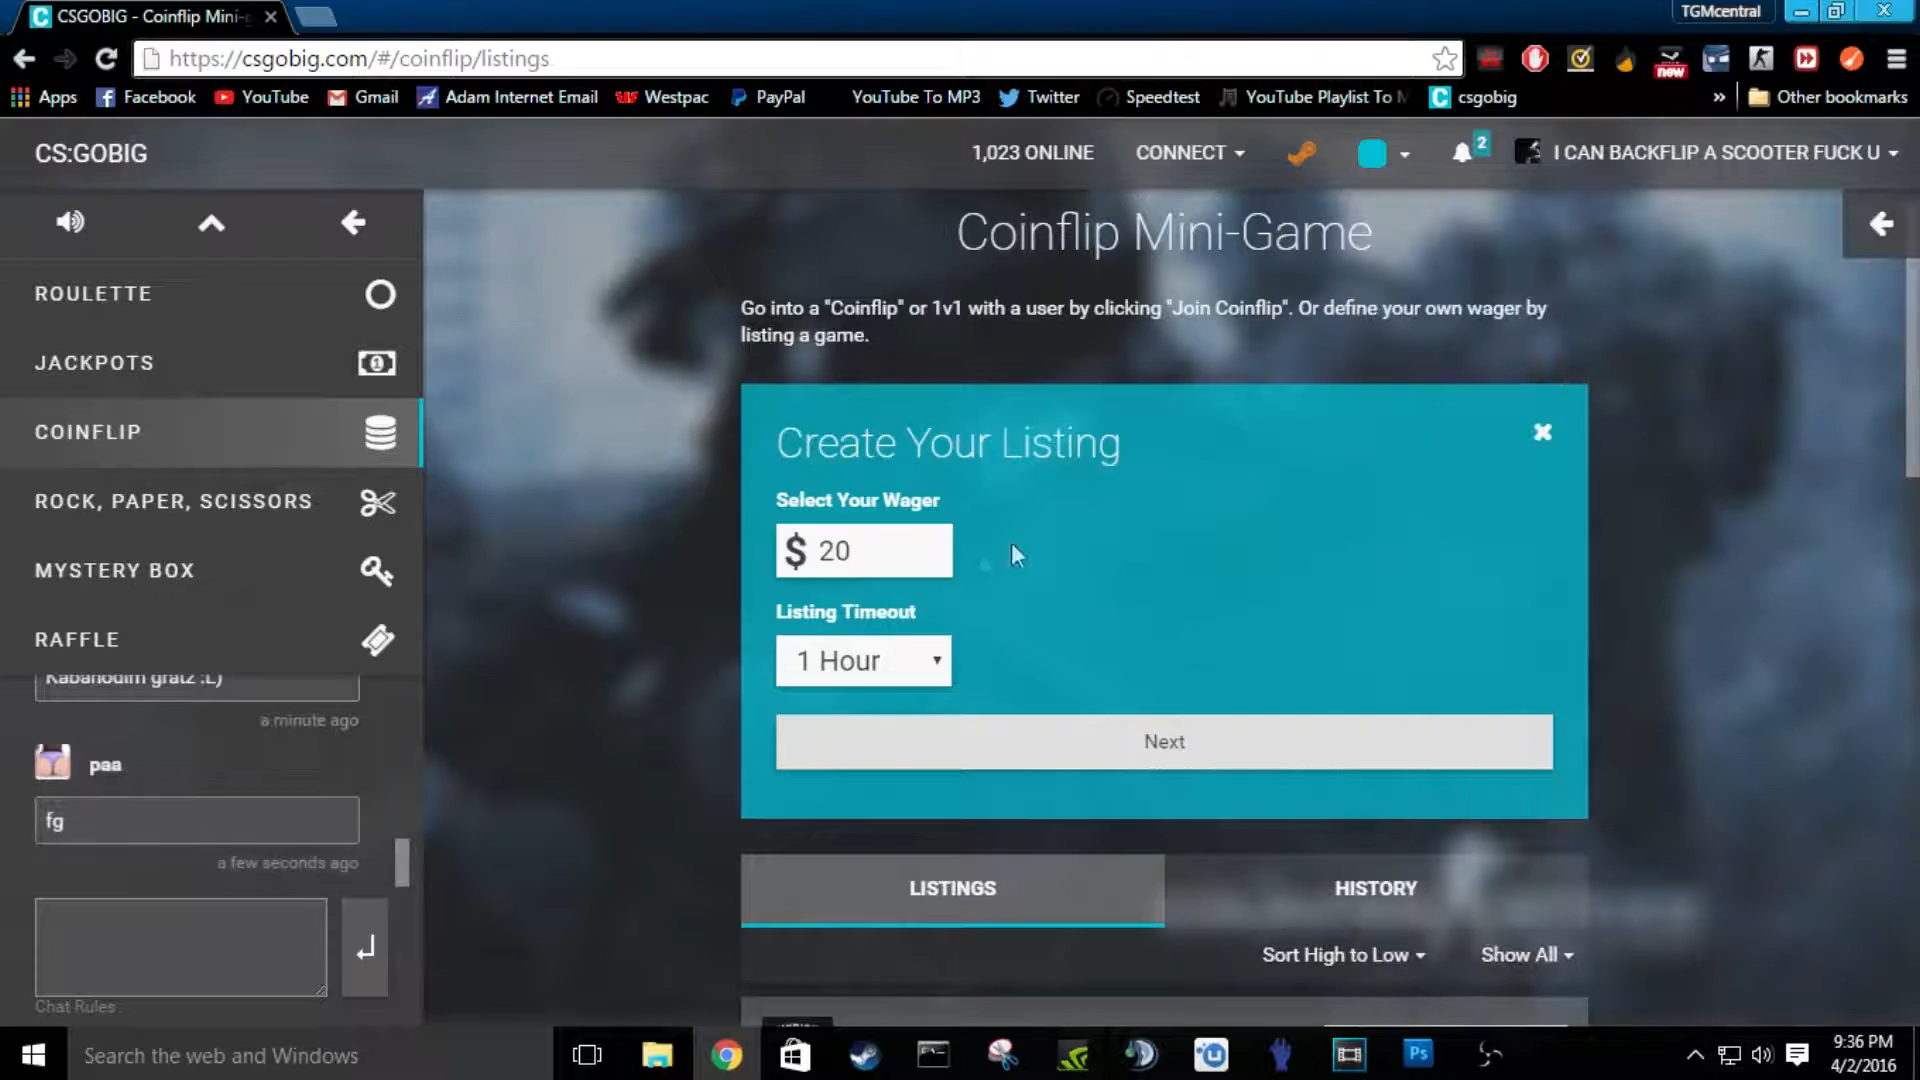 CSGOBIG - Coinflip Mini-
TGMcentral
https://csgobig.com/#/coinflip/listings
new
Apps
Facebook
YouTube
Gmail
Adam Internet Email
Westpac
PayPal
YouTube To MP3
Twitter
Speedtest
YouTube Playlist To M
csgobig
»
Other bookmarks
CS:GOBIG
1,023 ONLINE
CONNECT
2
I CAN BACKFLIP A SCOOTER FUCK U
ROULETTE
JACKPOTS
COINFLIP
ROCK, PAPER, SCISSORS
MYSTERY BOX
RAFFLE
Kabanodim gratz :L)
a minute ago
paa
fg
a few seconds ago
Chat Rules
Coinflip Mini-Game
Go into a "Coinflip" or 1v1 with a user by clicking "Join Coinflip". Or define your own wager by
listing a game.
Create Your Listing
Select Your Wager
$ 20
Listing Timeout
1 Hour
Next
LISTINGS
HISTORY
Sort High to Low
Show All
Search the web and Windows
Ps
9:36 PM
4/2/2016